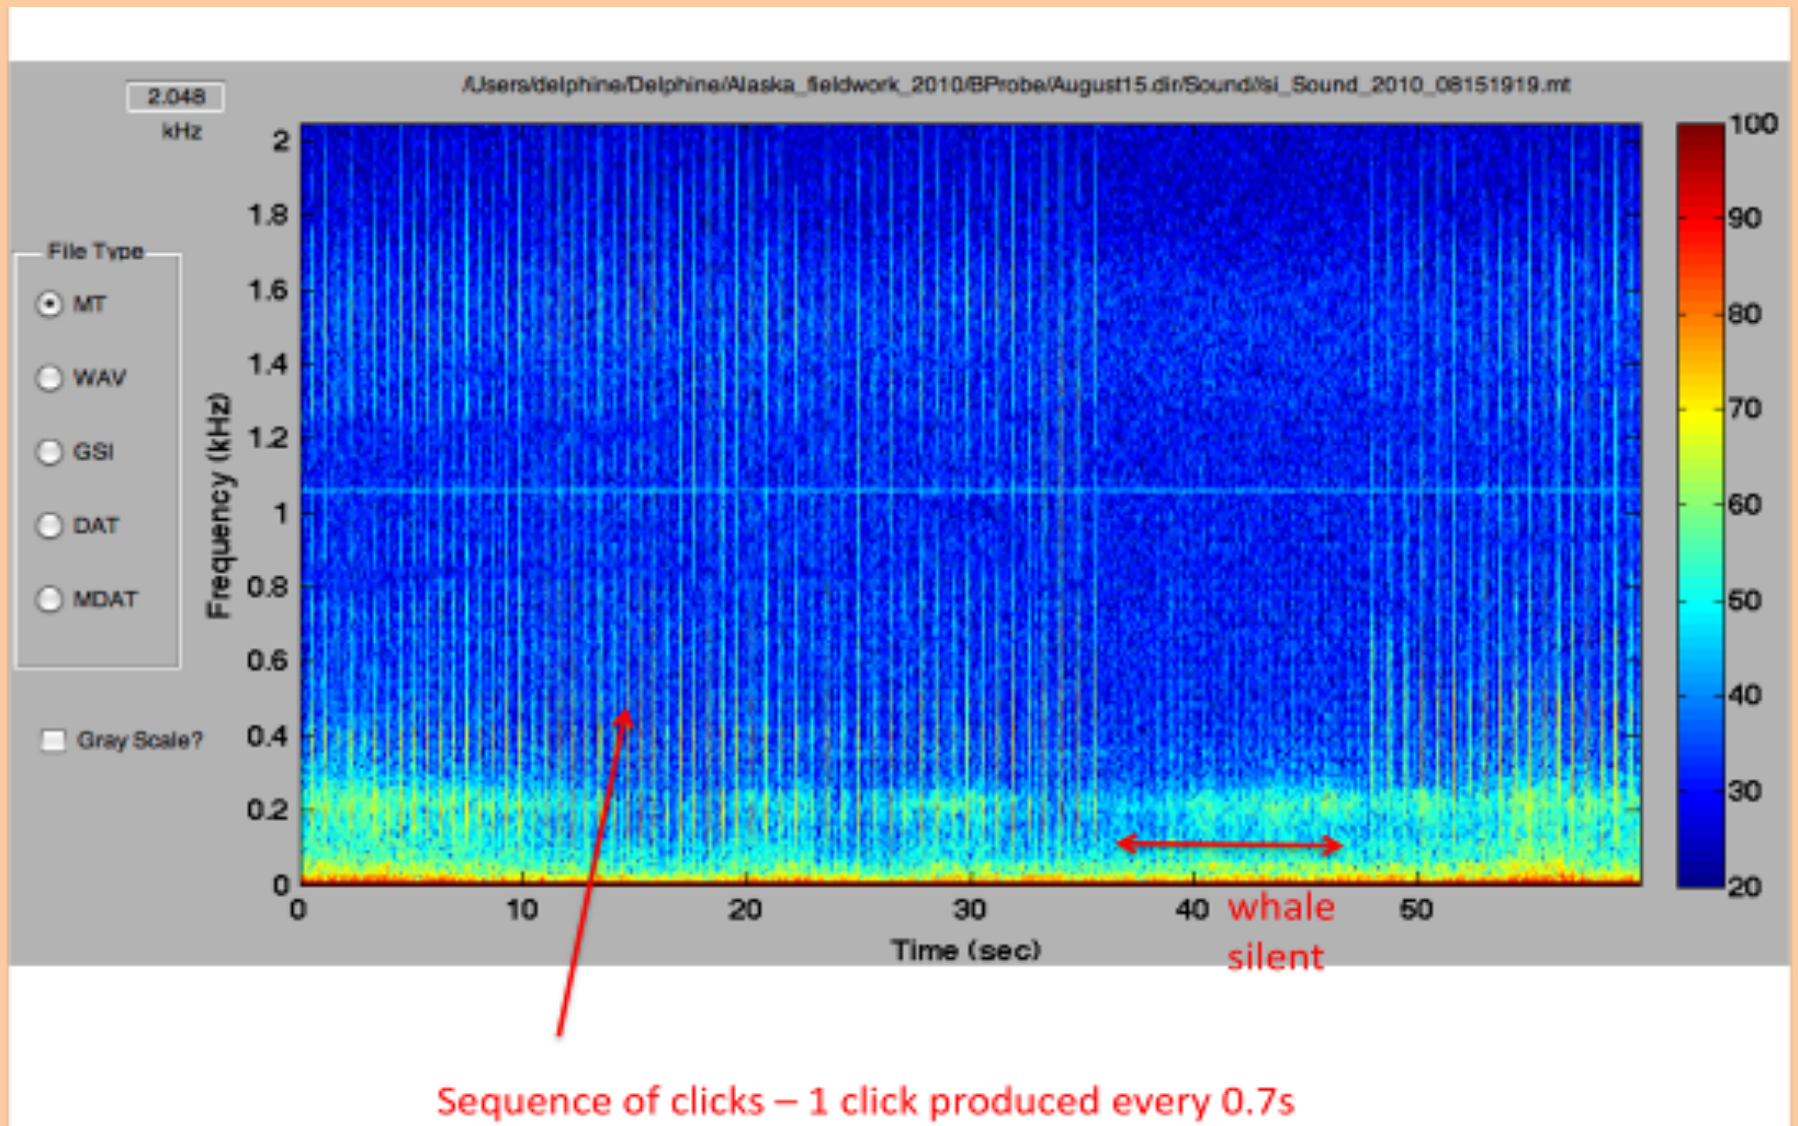 /Users/delphine/Delphine/Alaska_fieldwork_2010/BProbe/August15.dir/Sound//si_Sound_2010_08151919.mt
2.048
kHz
File Type
MT
WAV
GSI
DAT
MDAT
Gray Scale?
Frequency (kHz)
2
1.8
1.6
1.4
1.2
1
0.8
0.6
0.4
0.2
0
0 10 20 30 40 50
Time (sec)
100
90
80
70
60
50
40
30
20
whale
silent
Sequence of clicks – 1 click produced every 0.7s